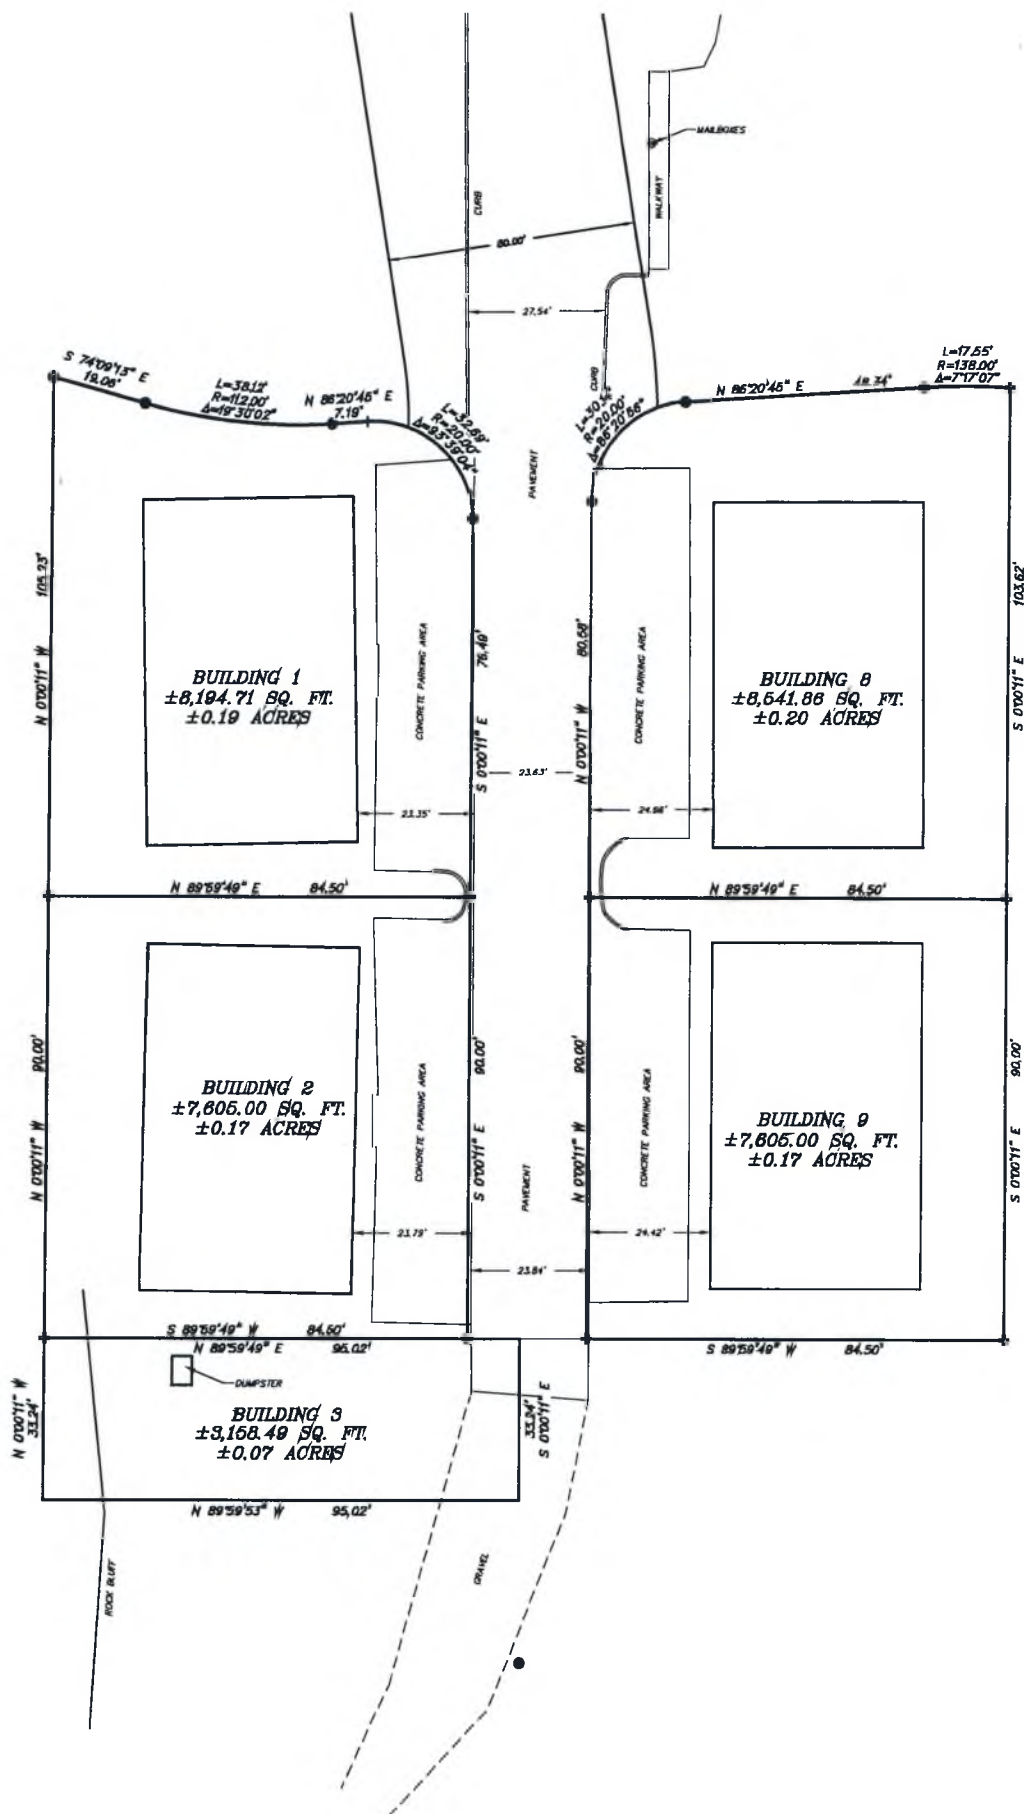 MAILBOXES
WALKWAY
CURB
27.54'
S 74°09'13" E
19.06'
R=112.00'
Δ=19°30'02"
N 86°20'45" E
7.19'
L=32.69'
R=20.00'
Δ=93°39'04"
CURB
R=20.00'
N 86°20'45" E
L=17.55'
R=138.00'
Δ=7°17'07"
PAVEMENT
N 0°00'11" W 105.23'
BUILDING 1
±8,194.71 SQ. FT.
±0.19 ACRES
CONCRETE PARKING AREA
S 0°00'11" E 76.49'
N 0°00'11" W 80.68'
CONCRETE PARKING AREA
BUILDING 8
±8,541.86 SQ. FT.
±0.20 ACRES
S 0°00'11" E 103.62'
23.63'
23.35'
N 89°59'49" E 84.50'
N 89°59'49" E 84.50'
N 0°00'11" W 90.00'
BUILDING 2
±7,605.00 SQ. FT.
±0.17 ACRES
CONCRETE PARKING AREA
S 0°00'11" E 90.00'
PAVEMENT
N 0°00'11" W 90.00'
CONCRETE PARKING AREA
BUILDING 9
±7,605.00 SQ. FT.
±0.17 ACRES
S 0°00'11" E 90.00'
23.79'
24.42'
23.84'
S 89°59'49" W 84.50'
N 89°59'49" E 95.02'
S 89°59'49" W 84.50'
DUMPSTER
N 0°00'11" W
33.24'
BUILDING 3
±3,158.49 SQ. FT.
±0.07 ACRES
33.24'
S 0°00'11" E
N 89°59'53" W 95.02'
ROCK BLUFF
GRAVEL